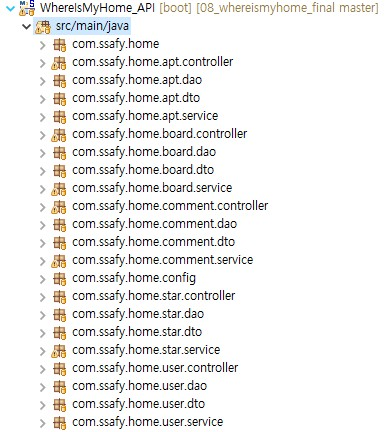 WhereIsMyHome_API [boot] [08_whereismyhome_final master]
src/main/java
com.ssafy.home
com.ssafy.home.apt.controller
com.ssafy.home.apt.dao
com.ssafy.home.apt.dto
com.ssafy.home.apt.service
com.ssafy.home.board.controller
com.ssafy.home.board.dao
com.ssafy.home.board.dto
com.ssafy.home.board.service
com.ssafy.home.comment.controller
com.ssafy.home.comment.dao
com.ssafy.home.comment.dto
com.ssafy.home.comment.service
com.ssafy.home.config
com.ssafy.home.star.controller
com.ssafy.home.star.dao
com.ssafy.home.star.dto
com.ssafy.home.star.service
com.ssafy.home.user.controller
com.ssafy.home.user.dao
com.ssafy.home.user.dto
com.ssafy.home.user.service